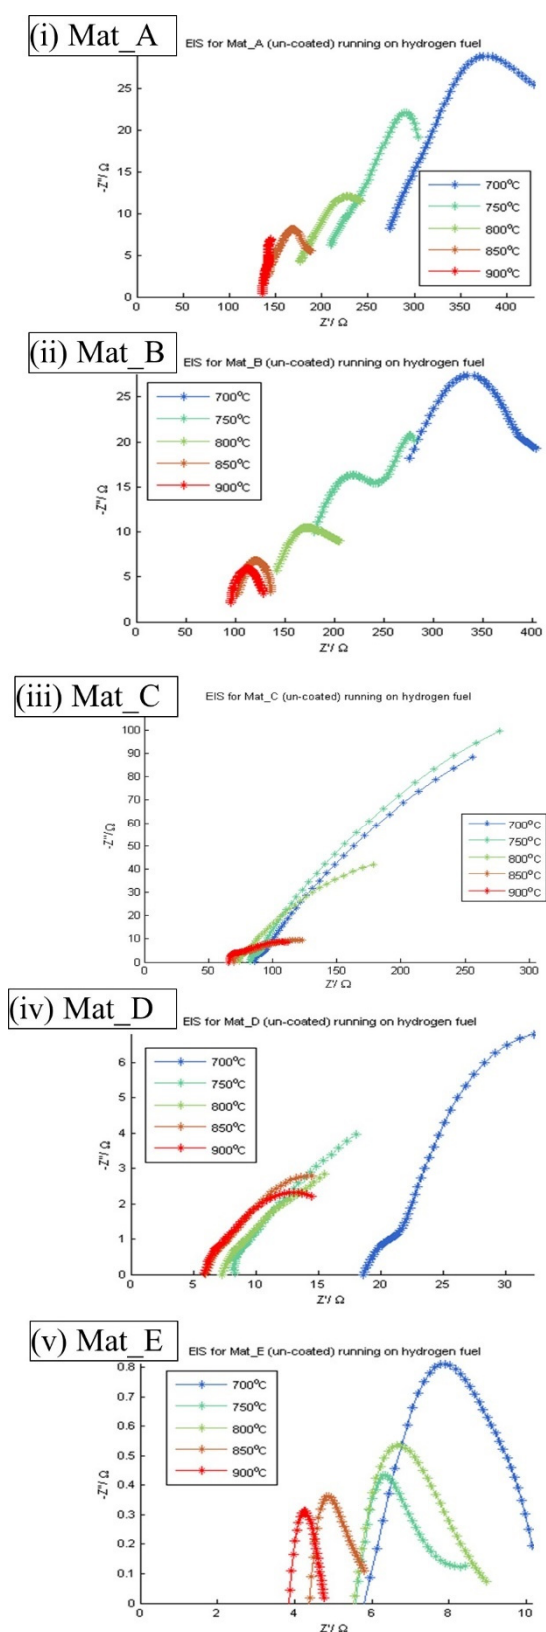 (i) Mat_A
EIS for Mat_A (un-coated) running on hydrogen fuel
-Z''/ Ω
25
20
15
10
5
0
700°C
750°C
800°C
850°C
900°C
0 50 100 150 200 250 300 350 400
Z'/ Ω
(ii) Mat_B
EIS for Mat_B (un-coated) running on hydrogen fuel
-Z''/ Ω
25
20
15
10
5
0
700°C
750°C
800°C
850°C
900°C
0 50 100 150 200 250 300 350 400
Z'/ Ω
(iii) Mat_C
EIS for Mat_C (un-coated) running on hydrogen fuel
-Z''/ Ω
100
90
80
70
60
50
40
30
20
10
0
700°C
750°C
800°C
850°C
900°C
0 50 100 150 200 250 300
Z'/ Ω
(iv) Mat_D
EIS for Mat_D (un-coated) running on hydrogen fuel
-Z''/ Ω
6
5
4
3
2
1
0
700°C
750°C
800°C
850°C
900°C
0 5 10 15 20 25 30
Z'/ Ω
(v) Mat_E
EIS for Mat_E (un-coated) running on hydrogen fuel
-Z''/ Ω
0.8
0.7
0.6
0.5
0.4
0.3
0.2
0.1
0
700°C
750°C
800°C
850°C
900°C
0 2 4 6 8 10
Z'/ Ω